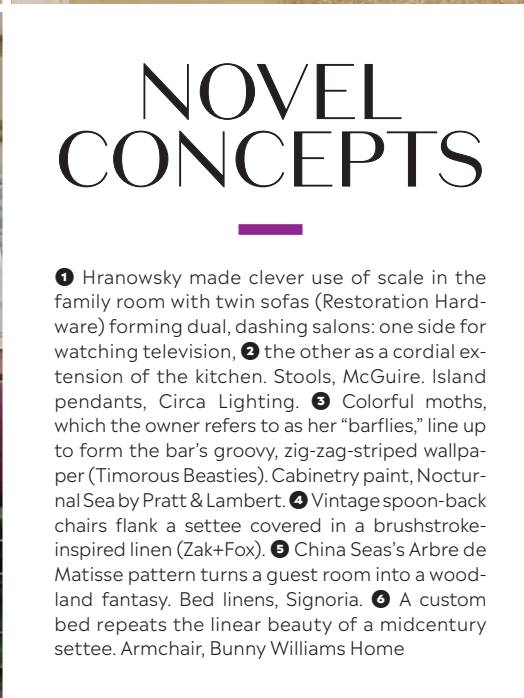 NOVEL
CONCEPTS
1 Hranowsky made clever use of scale in the
family room with twin sofas (Restoration Hard-
ware) forming dual, dashing salons: one side for
watching television, 2 the other as a cordial ex-
tension of the kitchen. Stools, McGuire. Island
pendants, Circa Lighting. 3 Colorful moths,
which the owner refers to as her “barflies,” line up
to form the bar’s groovy, zig-zag-striped wallpa-
per (Timorous Beasties). Cabinetry paint, Noctur-
nal Sea by Pratt & Lambert. 4 Vintage spoon-back
chairs flank a settee covered in a brushstroke-
inspired linen (Zak+Fox). 5 China Seas’s Arbre de
Matisse pattern turns a guest room into a wood-
land fantasy. Bed linens, Signoria. 6 A custom
bed repeats the linear beauty of a midcentury
settee. Armchair, Bunny Williams Home